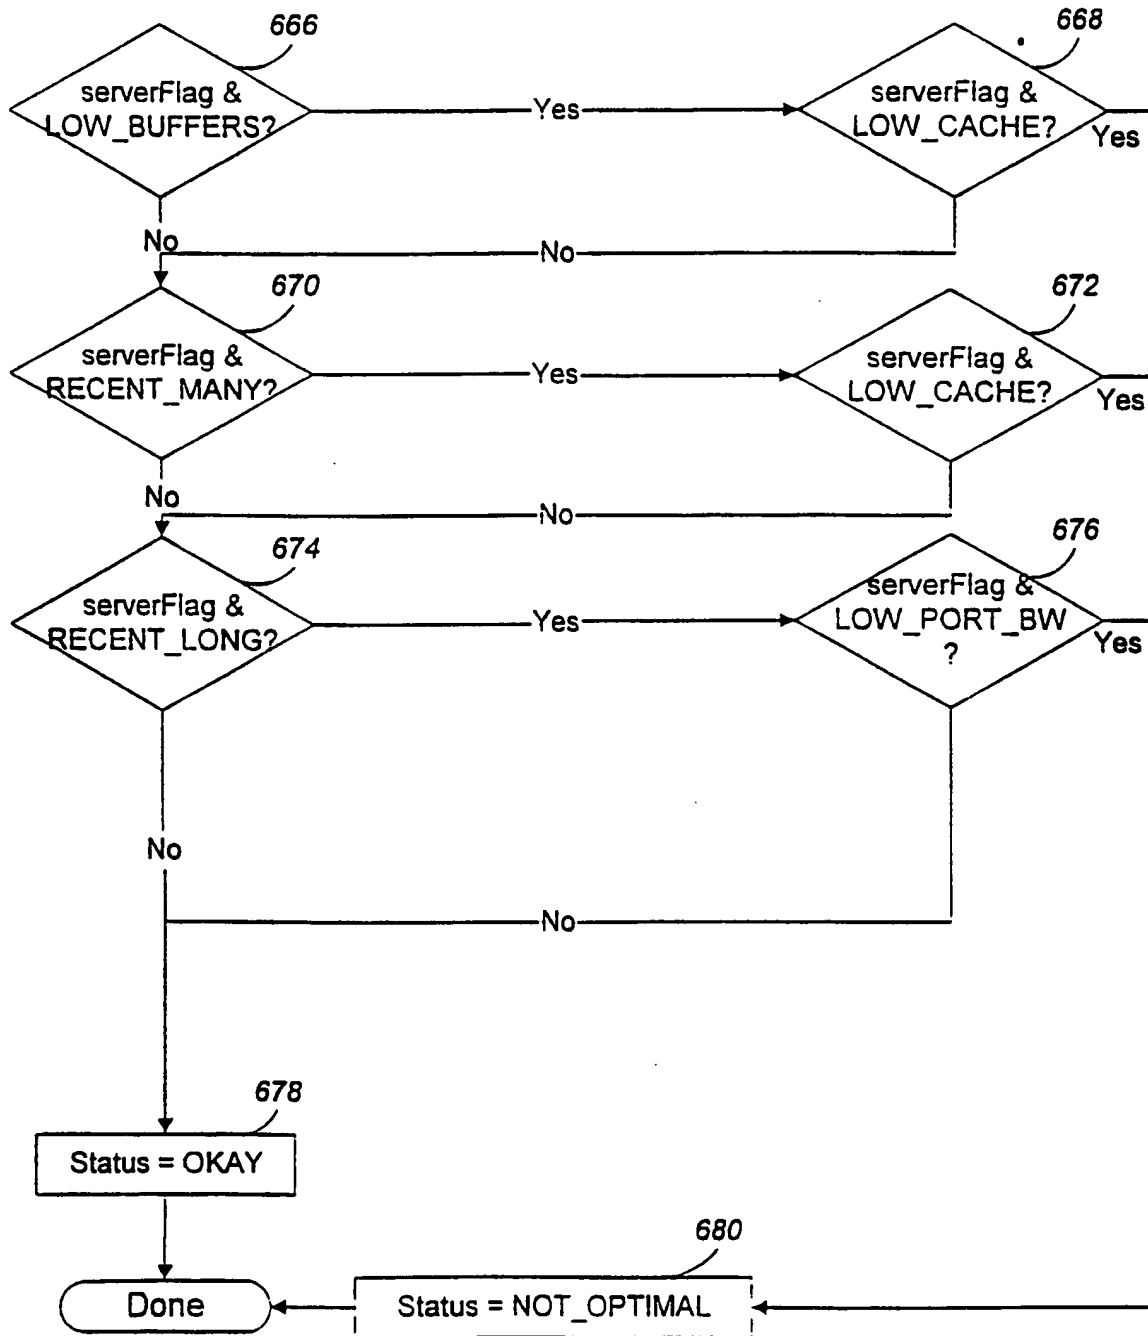 666
668
serverFlag &
LOW_BUFFERS?
Yes
serverFlag &
LOW_CACHE?
Yes
No
No
670
672
serverFlag &
RECENT_MANY?
Yes
serverFlag &
LOW_CACHE?
Yes
No
No
674
676
serverFlag &
RECENT_LONG?
Yes
serverFlag &
LOW_PORT_BW
?
Yes
No
No
678
Status = OKAY
680
Done
Status = NOT_OPTIMAL